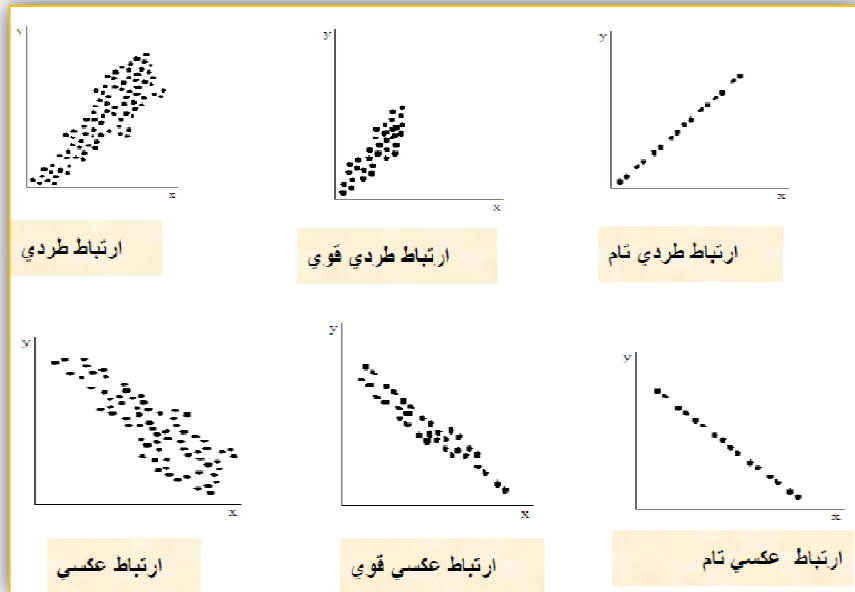 y
x
y
x
y
x
ارتباط طردي تام
ارتباط طردي قوي
ارتباط طردي
y
x
y
x
y
x
ارتباط عكسي تام
ارتباط عكسي قوي
ارتباط عكسي